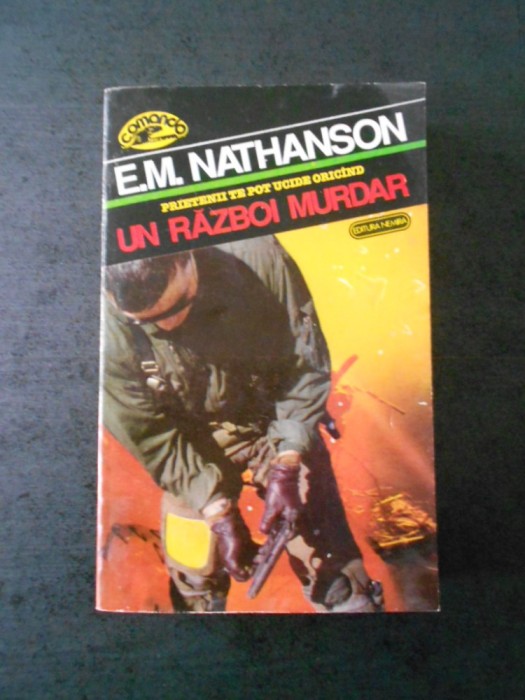 comando
E.M. NATHANSON
PRIETENII TE POT UCIDE ORICÎND
UN RĂZBOI MURDAR
EDITURA NEMIRA